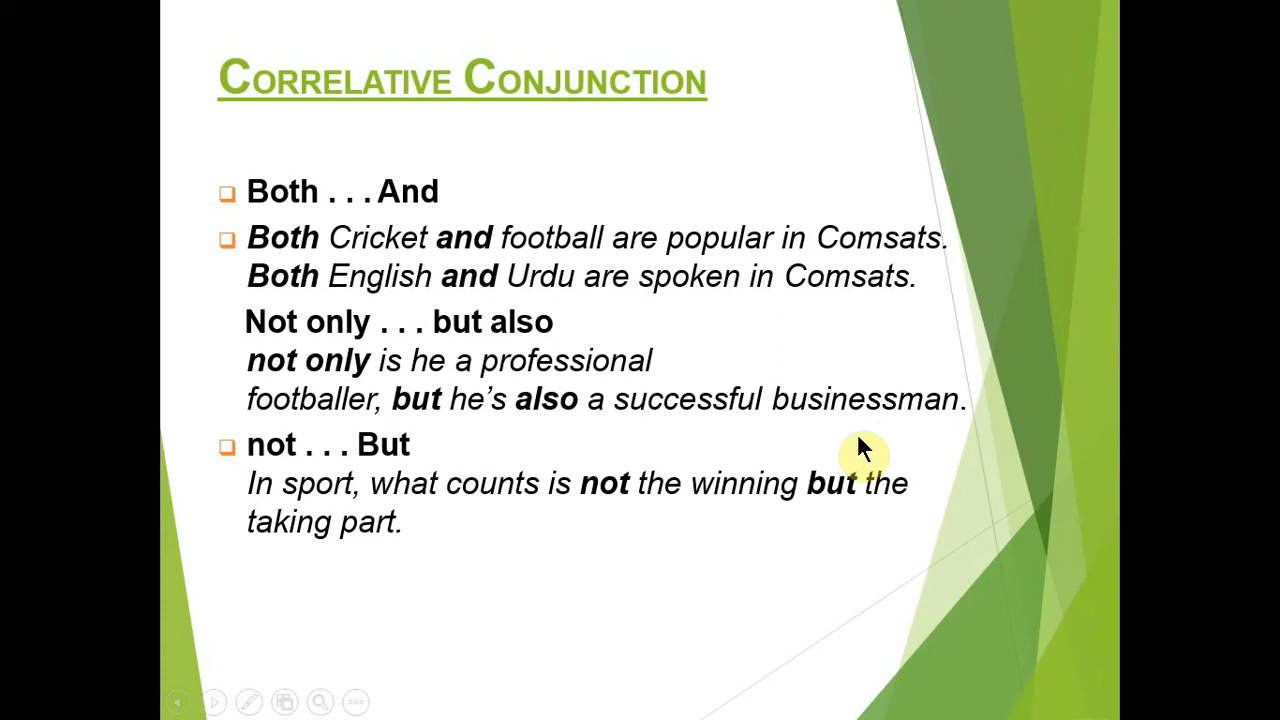 CORRELATIVE CONJUNCTION
Both . . . And
Both Cricket and football are popular in Comsats.
Both English and Urdu are spoken in Comsats.
Not only . . . but also
not only is he a professional
footballer, but he’s also a successful businessman.
not . . . But
In sport, what counts is not the winning but the
taking part.